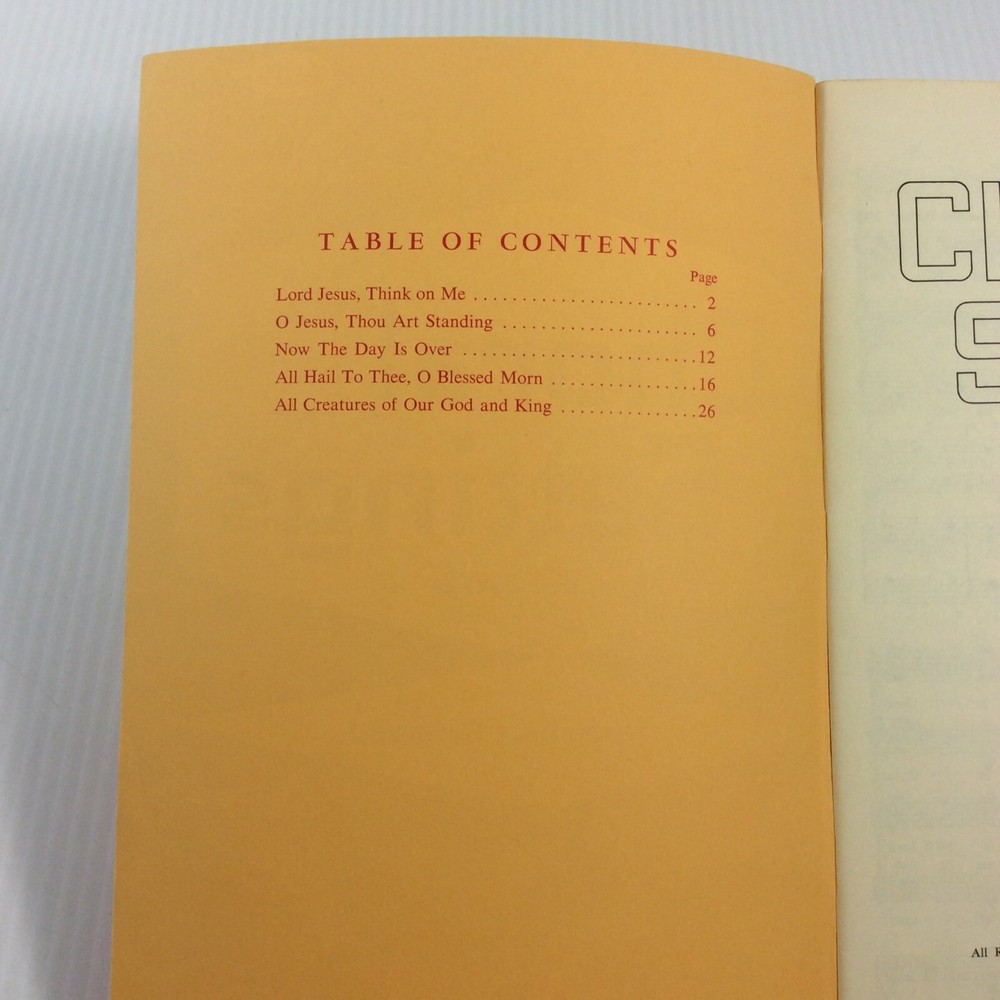 TABLE OF CONTENTS
Page
Lord Jesus, Think on Me ....................... 2
O Jesus, Thou Art Standing .................... 6
Now The Day Is Over ........................12
All Hail To Thee, O Blessed Morn ...............16
All Creatures of Our God and King ..............26
C
S
All